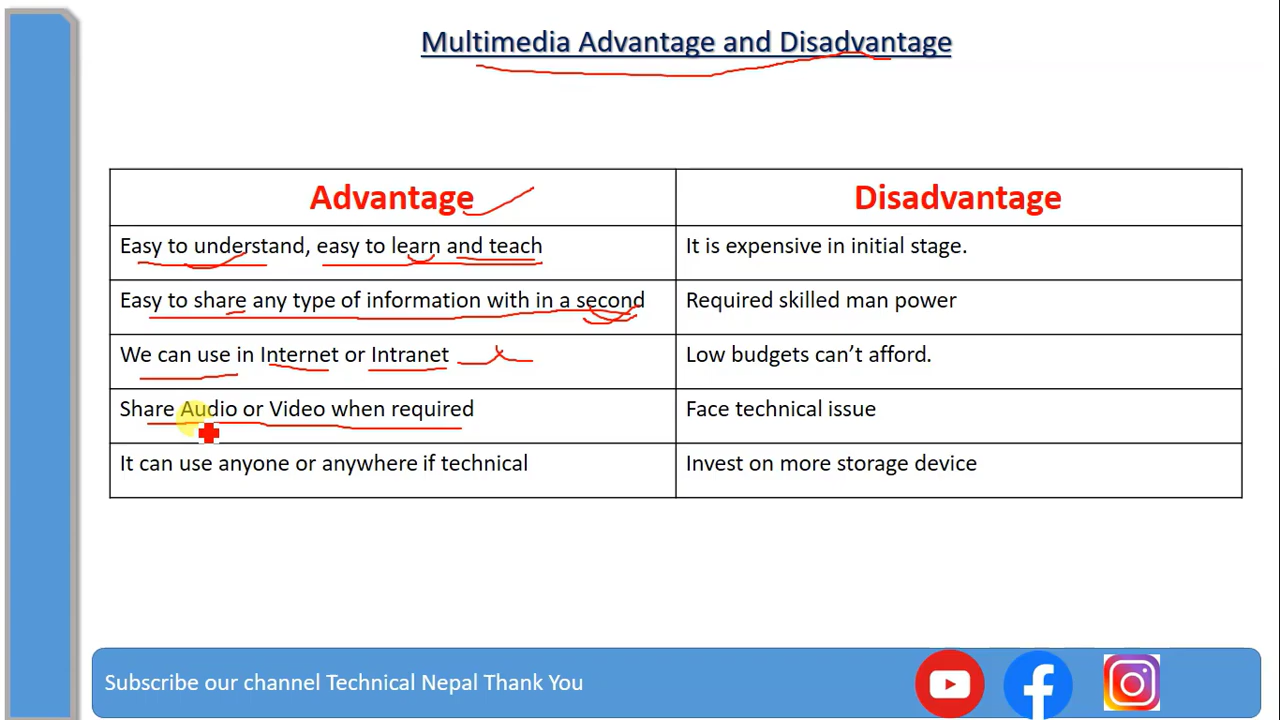 Multimedia Advantage and Disadvantage
Advantage
Disadvantage
Easy to understand, easy to learn and teach
It is expensive in initial stage.
Easy to share any type of information with in a second
Required skilled man power
We can use in Internet or Intranet
Low budgets can’t afford.
Share Audio or Video when required
Face technical issue
It can use anyone or anywhere if technical
Invest on more storage device
Subscribe our channel Technical Nepal Thank You